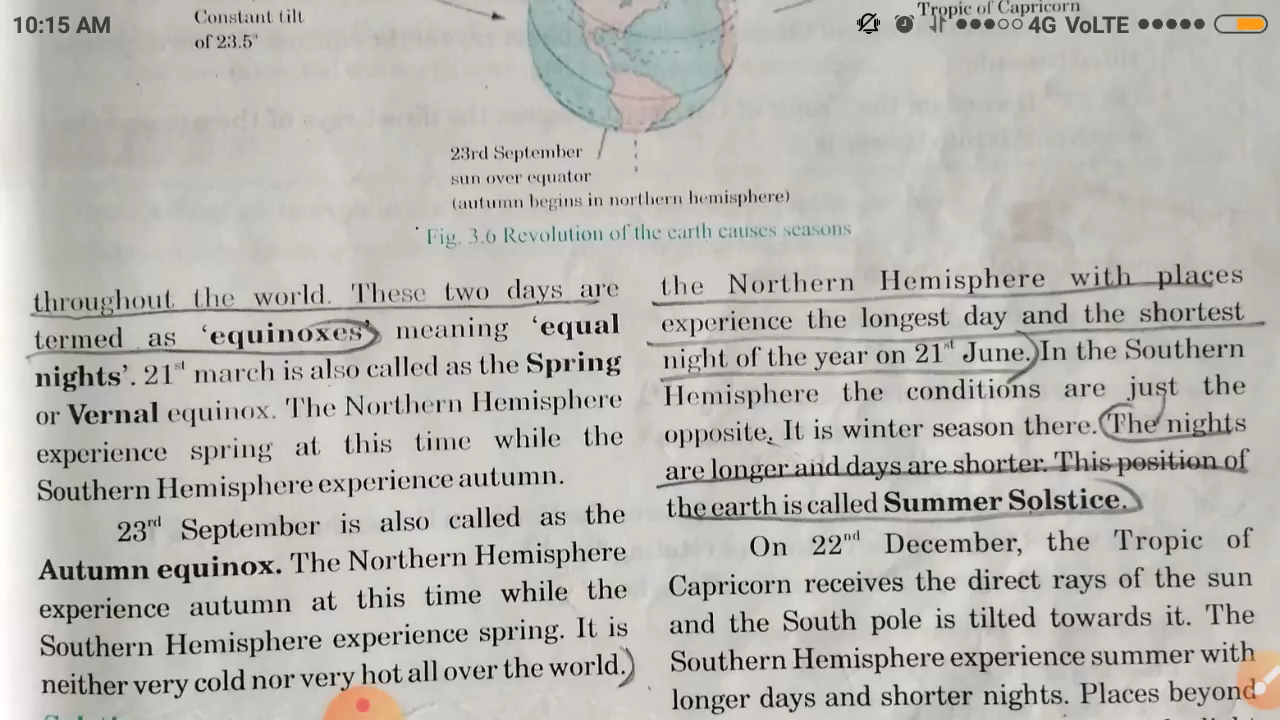 10:15 AM
4G VoLTE
Constant tilt
of 23.5°
Tropic of Capricorn
23rd September
sun over equator
(autumn begins in northern hemisphere)
Fig. 3.6 Revolution of the earth causes seasons
throughout the world. These two days are
termed as ‘equinoxes’ meaning ‘equal
nights’. 21st march is also called as the Spring
or Vernal equinox. The Northern Hemisphere
experience spring at this time while the
Southern Hemisphere experience autumn.
23rd September is also called as the
Autumn equinox. The Northern Hemisphere
experience autumn at this time while the
Southern Hemisphere experience spring. It is
neither very cold nor very hot all over the world.)
the Northern Hemisphere with places
experience the longest day and the shortest
night of the year on 21st June. In the Southern
Hemisphere the conditions are just the
opposite. It is winter season there. The nights
are longer and days are shorter. This position of
the earth is called Summer Solstice.
On 22nd December, the Tropic of
Capricorn receives the direct rays of the sun
and the South pole is tilted towards it. The
Southern Hemisphere experience summer with
longer days and shorter nights. Places beyond